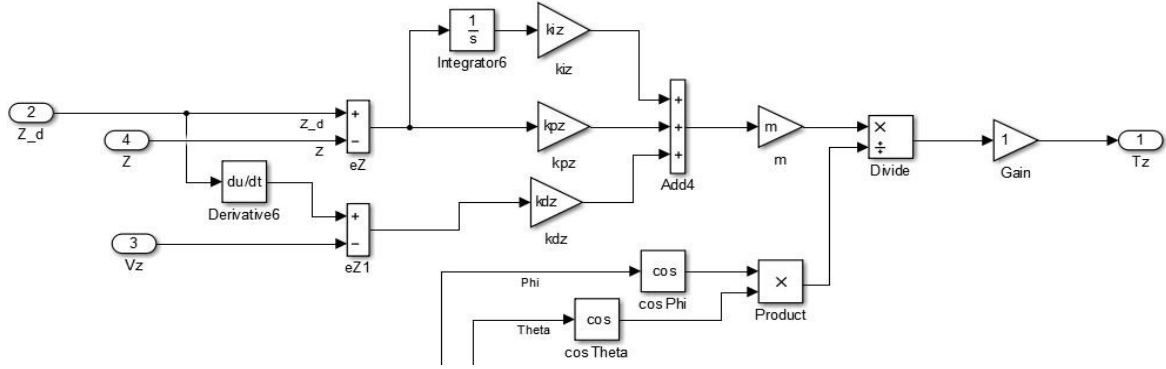 1
s
Integrator6
kiz
kiz
2
Z_d
Z_d
+
−
eZ
4
Z
Z
kpz
kpz
+
+
+
Add4
m
m
×
÷
Divide
1
Gain
1
Tz
du/dt
Derivative6
+
−
eZ1
3
Vz
kdz
kdz
Phi
cos
cos Phi
×
Product
Theta
cos
cos Theta